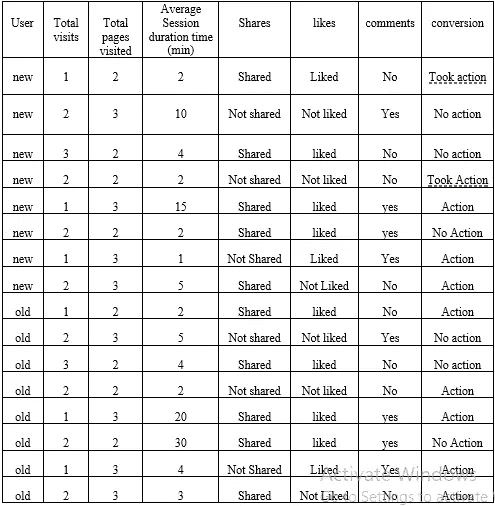 User Total visits Total pages visited Average Session duration time (min) Shares likes comments conversion
new 1 2 2 Shared Liked No Took action
new 2 3 10 Not shared Not liked Yes No action
new 3 2 4 Shared liked No No action
new 2 2 2 Not shared Not liked No Took Action
new 1 3 15 Shared liked yes Action
new 2 2 2 Shared liked yes No Action
new 1 3 1 Not Shared Liked Yes Action
new 2 3 5 Shared Not Liked No Action
old 1 2 2 Shared liked No Action
old 2 3 5 Not shared Not liked Yes No action
old 3 2 4 Shared liked No No action
old 2 2 2 Not shared Not liked No Action
old 1 3 20 Shared liked yes Action
old 2 2 30 Shared liked yes No Action
old 1 3 4 Not Shared Liked Yes Action
old 2 3 3 Shared Not Liked No Action
Activate Windows
to Settings to activate